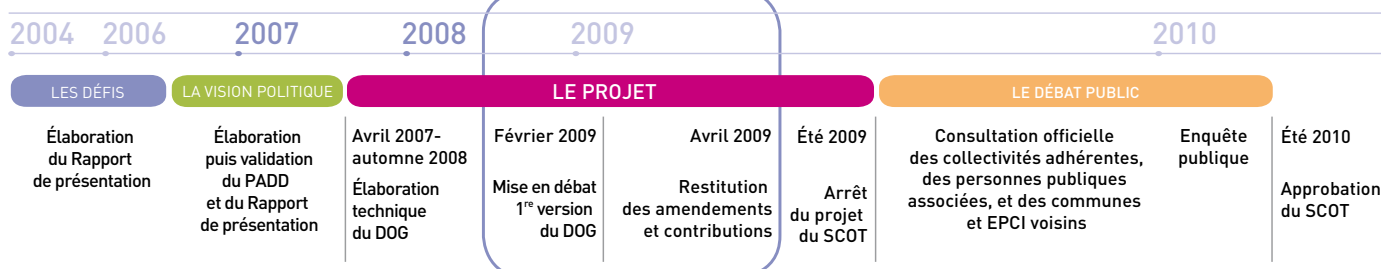 2004 2006 2007 2008 2009 2010
LES DÉFIS LA VISION POLITIQUE LE PROJET LE DÉBAT PUBLIC
Élaboration
du Rapport
de présentation
Élaboration
puis validation
du PADD
et du Rapport
de présentation
Avril 2007-
automne 2008
Élaboration
technique
du DOG
Février 2009
Mise en débat
1re version
du DOG
Avril 2009
Restitution
des amendements
et contributions
Été 2009
Arrêt
du projet
du SCOT
Consultation officielle
des collectivités adhérentes,
des personnes publiques
associées, et des communes
et EPCI voisins
Enquête
publique
Été 2010
Approbation
du SCOT